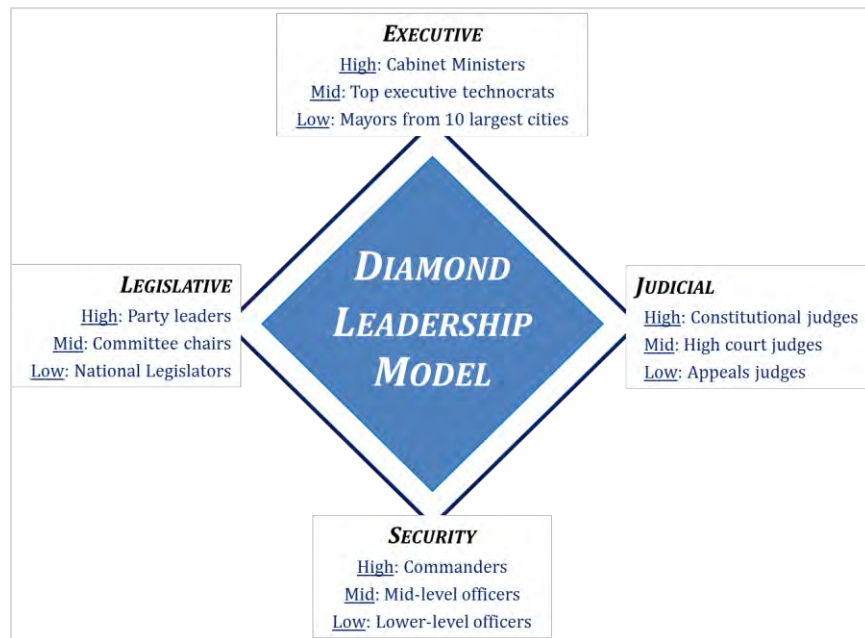 EXECUTIVE
High: Cabinet Ministers
Mid: Top executive technocrats
Low: Mayors from 10 largest cities
LEGISLATIVE
High: Party leaders
Mid: Committee chairs
Low: National Legislators
DIAMOND
LEADERSHIP
MODEL
JUDICIAL
High: Constitutional judges
Mid: High court judges
Low: Appeals judges
SECURITY
High: Commanders
Mid: Mid-level officers
Low: Lower-level officers